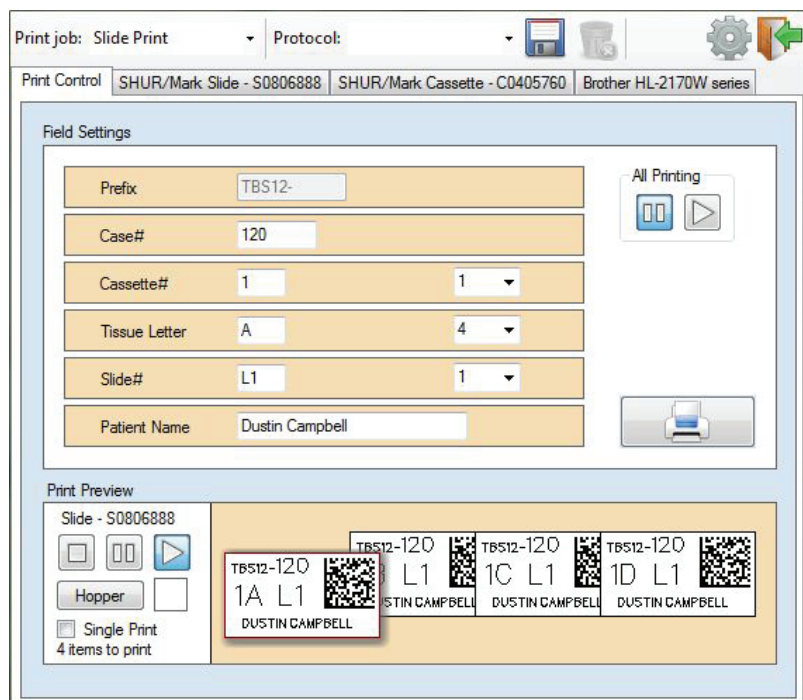 Print job: Slide Print Protocol:
Print Control SHUR/Mark Slide - S0806888 SHUR/Mark Cassette - C0405760 Brother HL-2170W series
Field Settings
Prefix TBS12-
All Printing
Case# 120
Cassette# 1 1
Tissue Letter A 4
Slide# L1 1
Patient Name Dustin Campbell
Print Preview
Slide - S0806888
Hopper
Single Print
4 items to print
TBS12-120
1A L1
DUSTIN CAMPBELL
TBS12-120
L1
STIN CAMPBELL
TBS12-120
1C L1
DUSTIN CAMPBELL
TBS12-120
1D L1
DUSTIN CAMPBELL